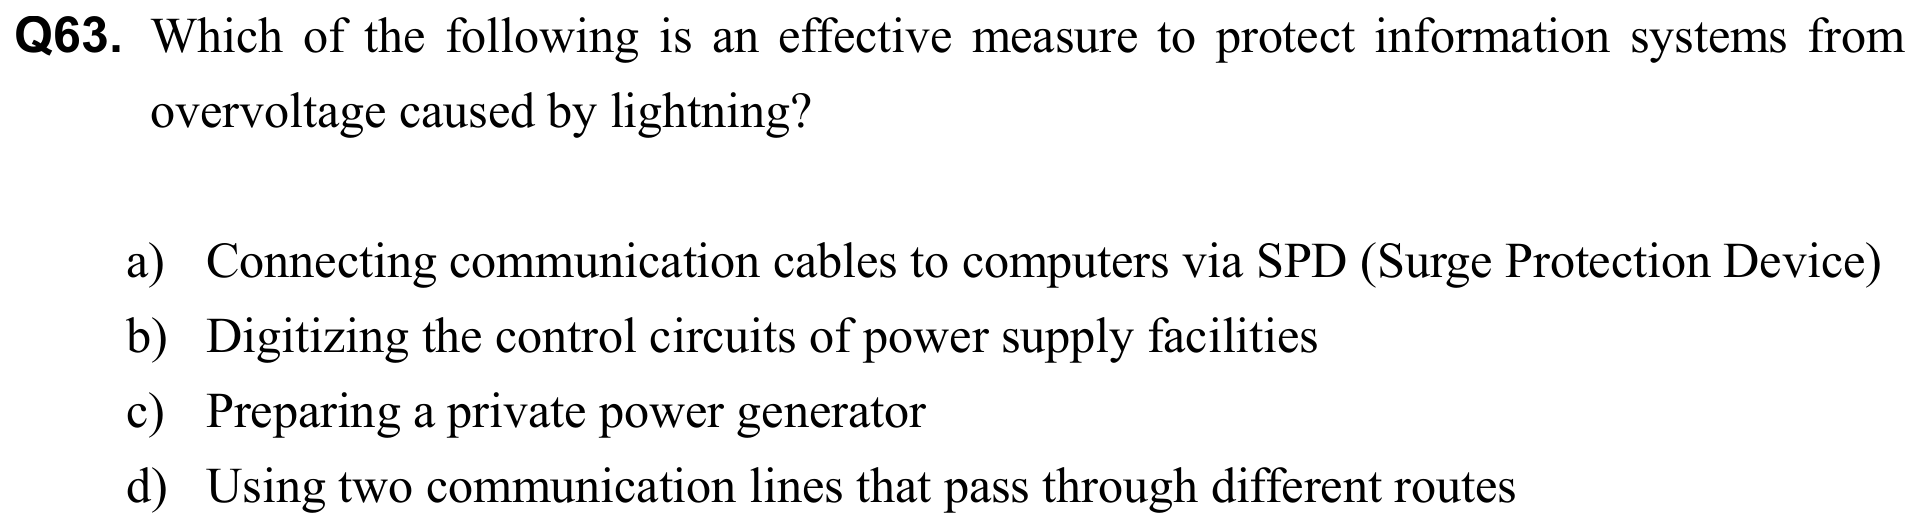 Q63. Which of the following is an effective measure to protect information systems from
overvoltage caused by lightning?
a) Connecting communication cables to computers via SPD (Surge Protection Device)
b) Digitizing the control circuits of power supply facilities
c) Preparing a private power generator
d) Using two communication lines that pass through different routes